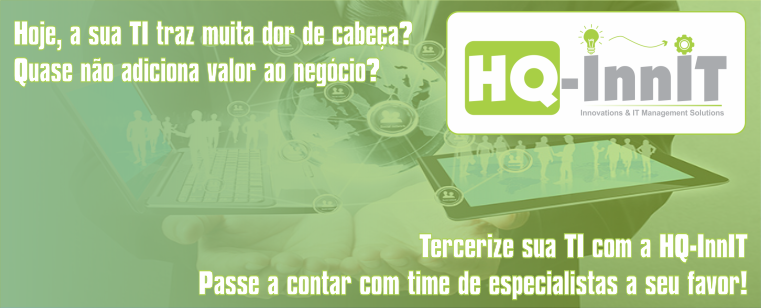 Hoje, a sua TI traz muita dor de cabeça?
Quase não adiciona valor ao negócio?
HQ-InnIT
Innovations & IT Management Solutions
Tercerize sua TI com a HQ-InnIT
Passe a contar com time de especialistas a seu favor!